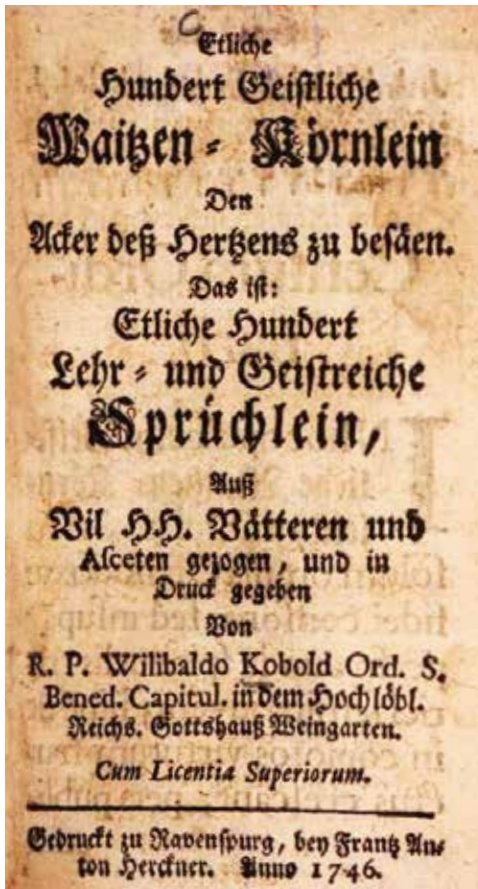 Etliche
Hundert Geistliche
Waitzen-Körnlein
Den
Acker deß Hertzens zu besäen.
Das ist:
Etliche Hundert
Lehr- und Geistreiche
Sprüchlein,
Auß
Vil HH. Vätteren und
Asceten gezogen, und in
Druck gegeben
Von
R. P. Wilibaldo Kobold Ord. S.
Bened. Capitul. in dem Hochlöbl.
Reichs. Gottshauß Weingarten.
Cum Licentia Superiorum.
Gedruckt zu Ravenspurg, bey Frantz An-
ton Herckner. Anno 1746.